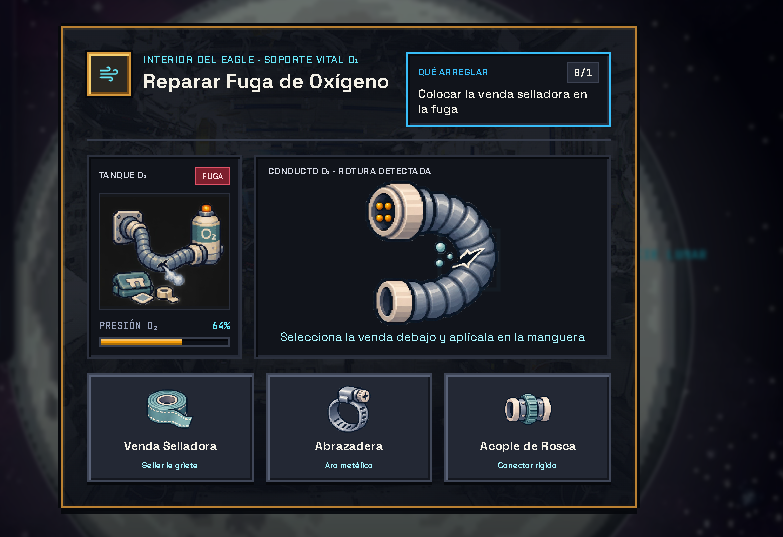 INTERIOR DEL EAGLE - SOPORTE VITAL O₂
Reparar Fuga de Oxígeno
QUÉ ARREGLAR
0/1
Colocar la venda selladora en
la fuga
TANQUE O₂
FUGA
O₂
PRESIÓN O₂
64%
CONDUCTO O₂ - ROTURA DETECTADA
Selecciona la venda debajo y aplícala en la manguera
Venda Selladora
Sellar la grieta
Abrazadera
Aro metálico
Acople de Rosca
Conector rígido